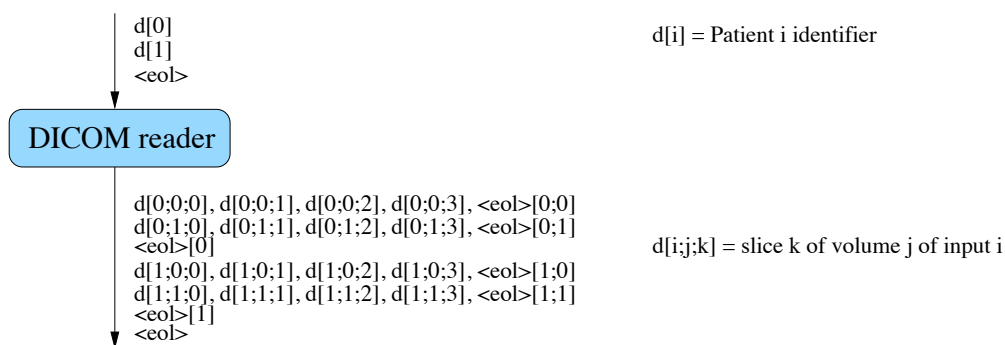 d[0]
d[i] = Patient i identifier
d[1]
<eol>
DICOM reader
d[0;0;0], d[0;0;1], d[0;0;2], d[0;0;3], <eol>[0;0]
d[0;1;0], d[0;1;1], d[0;1;2], d[0;1;3], <eol>[0;1]
<eol>[0]
d[i;j;k] = slice k of volume j of input i
d[1;0;0], d[1;0;1], d[1;0;2], d[1;0;3], <eol>[1;0]
d[1;1;0], d[1;1;1], d[1;1;2], d[1;1;3], <eol>[1;1]
<eol>[1]
<eol>